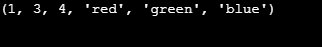 (1, 3, 4, 'red', 'green', 'blue')